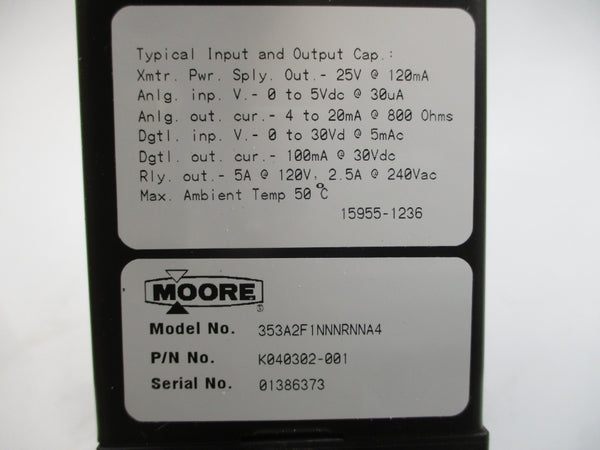 Typical Input and Output Cap.:
Xmtr. Pwr. Sply. Out.- 25V @ 120mA
Anlg. inp. V.- 0 to 5Vdc @ 30uA
Anlg. out. cur.- 4 to 20mA @ 800 Ohms
Dgtl. inp. V.- 0 to 30Vd @ 5mAc
Dgtl. out. cur.- 100mA @ 30Vdc
Rly. out.- 5A @ 120V, 2.5A @ 240Vac
Max. Ambient Temp 50°C
15955-1236
MOORE ®
Model No. 353A2F1NNNRNNA4
P/N No. K040302-001
Serial No. 01386373